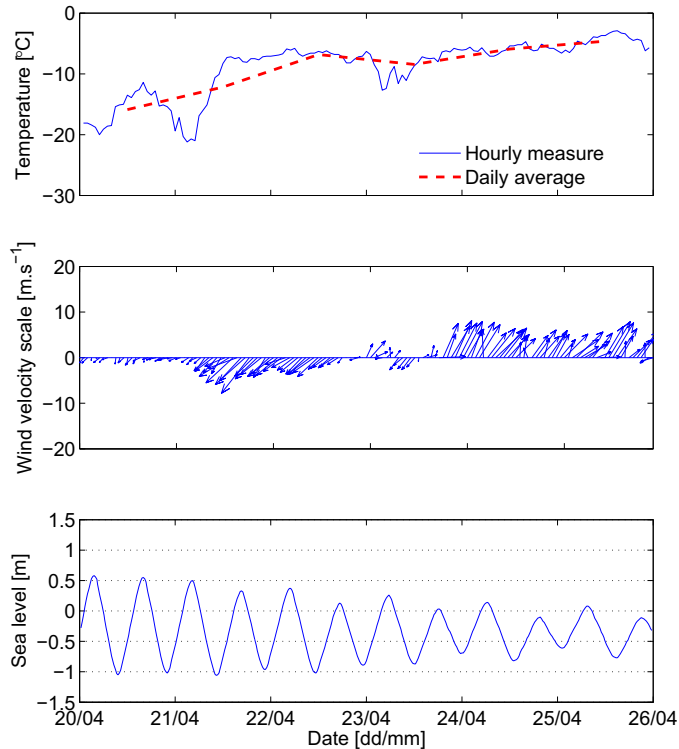 0
−10
−20
−30
Temperature [°C]
Hourly measure
Daily average
20
10
0
−10
−20
Wind velocity scale [m.s⁻¹]
1.5
1
0.5
0
−0.5
−1
−1.5
Sea level [m]
20/04 21/04 22/04 23/04 24/04 25/04 26/04
Date [dd/mm]